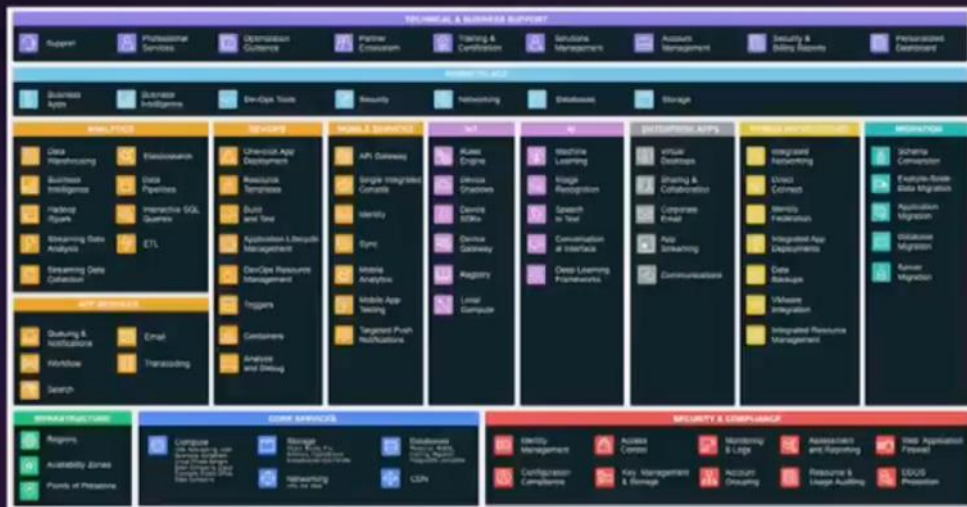 TECHNICAL & BUSINESS SUPPORT
Support
Professional
Services
Optimization
Guidance
Partner
Ecosystem
Training &
Certification
Solutions
Management
Account
Management
Security &
Billing Reports
Personalized
Dashboard
MARKETPLACE
Business
Apps
Business
Intelligence
DevOps Tools
Security
Networking
Databases
Storage
ANALYTICS
Data
Warehousing
Elasticsearch
Business
Intelligence
Data
Pipelines
Hadoop
/Spark
Interactive SQL
Queries
Streaming Data
Analysis
ETL
Streaming Data
Collection
APP SERVICES
Queuing &
Notifications
Email
Workflow
Transcoding
Search
DEVOPS
One-click App
Deployment
Resource
Templates
Build
and Test
Application Lifecycle
Management
DevOps Resource
Management
Triggers
Containers
Analyze
and Debug
MOBILE SERVICES
API Gateway
Single Integrated
Console
Identity
Sync
Mobile
Analytics
Mobile App
Testing
Targeted Push
Notifications
IoT
Rules
Engine
Device
Shadows
Device
SDKs
Device
Gateway
Registry
Local
Compute
AI
Machine
Learning
Image
Recognition
Speech
to Text
Conversation
al Interface
Deep Learning
Frameworks
ENTERPRISE APPS
Virtual
Desktops
Sharing &
Collaboration
Corporate
Email
App
Streaming
Communications
HYBRID INFRASTRUCTURE
Integrated
Networking
Direct
Connect
Identity
Federation
Integrated App
Deployments
Data
Backups
VMware
Integration
Integrated Resource
Management
MIGRATION
Schema
Conversion
Exabyte-Scale
Data Migration
Application
Migration
Database
Migration
Server
Migration
INFRASTRUCTURE
Regions
Availability Zones
Points of Presence
CORE SERVICES
Compute
Storage
Databases
Networking
CDN
SECURITY & COMPLIANCE
Identity
Management
Access
Control
Monitoring
& Logs
Assessment
and Reporting
Web Application
Firewall
Configuration
Compliance
Key Management
& Storage
Account
Grouping
Resource &
Usage Auditing
DDOS
Protection